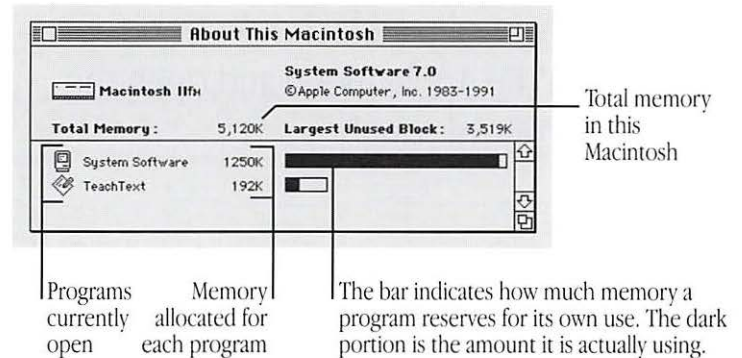 About This Macintosh
System Software 7.0
Macintosh IIfx
©Apple Computer, Inc. 1983-1991
Total Memory : 5,120K Largest Unused Block : 3,519K
System Software 1250K
TeachText 192K
Total memory
in this
Macintosh
Programs
currently
open
Memory
allocated for
each program
The bar indicates how much memory a
program reserves for its own use. The dark
portion is the amount it is actually using.